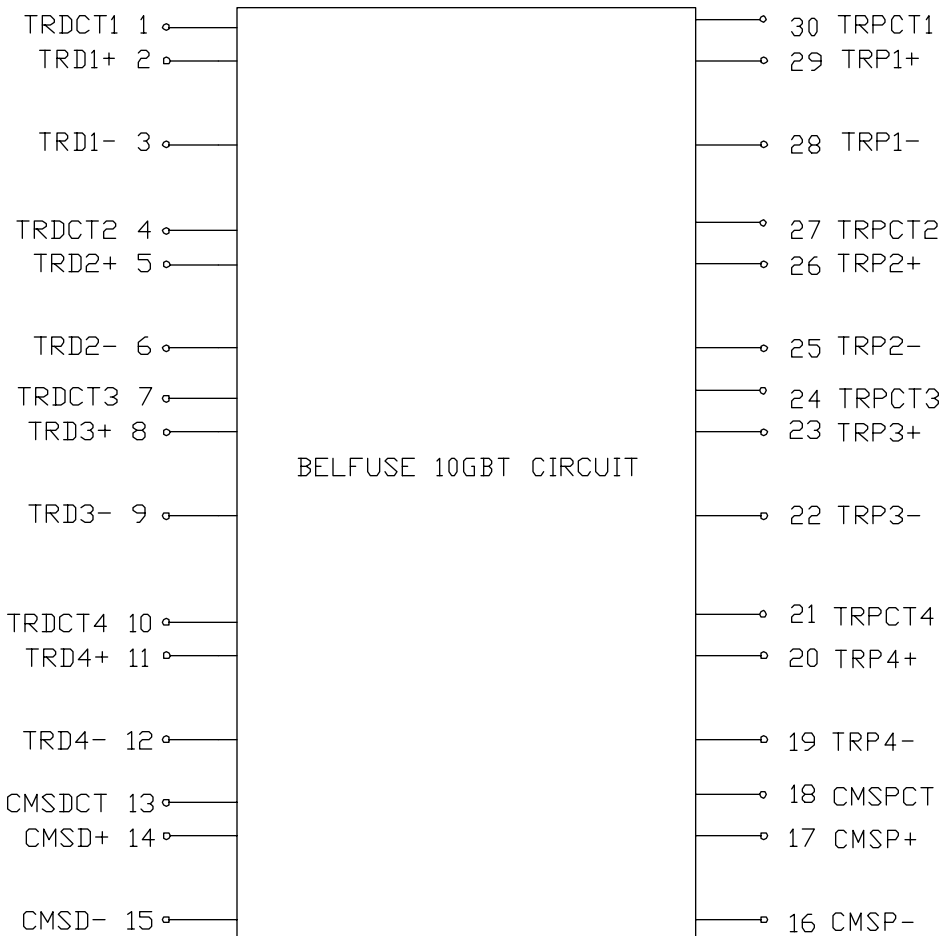 TRDCT1 1 30 TRPCT1
TRD1+ 2 29 TRP1+
TRD1- 3 28 TRP1-
TRDCT2 4 27 TRPCT2
TRD2+ 5 26 TRP2+
TRD2- 6 25 TRP2-
TRDCT3 7 24 TRPCT3
TRD3+ 8 23 TRP3+
BELFUSE 10GBT CIRCUIT
TRD3- 9 22 TRP3-
TRDCT4 10 21 TRPCT4
TRD4+ 11 20 TRP4+
TRD4- 12 19 TRP4-
CMSDCT 13 18 CMSPCT
CMSD+ 14 17 CMSP+
CMSD- 15 16 CMSP-